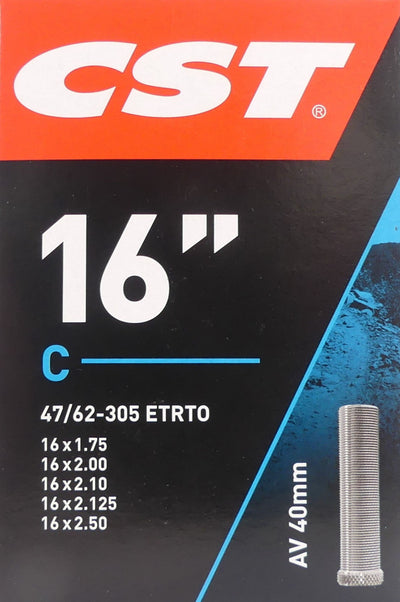 CST®
16”
C
47/62-305 ETRTO
16 x 1.75
16 x 2.00
16 x 2.10
16 x 2.125
16 x 2.50
AV 40mm